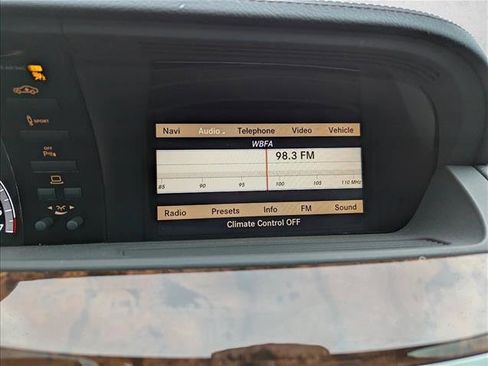 Navi Audio Telephone Video Vehicle
WBFA
98.3 FM
85 90 95 100 105 110 MHz
Radio Presets Info FM Sound
Climate Control OFF
SPORT
OFF